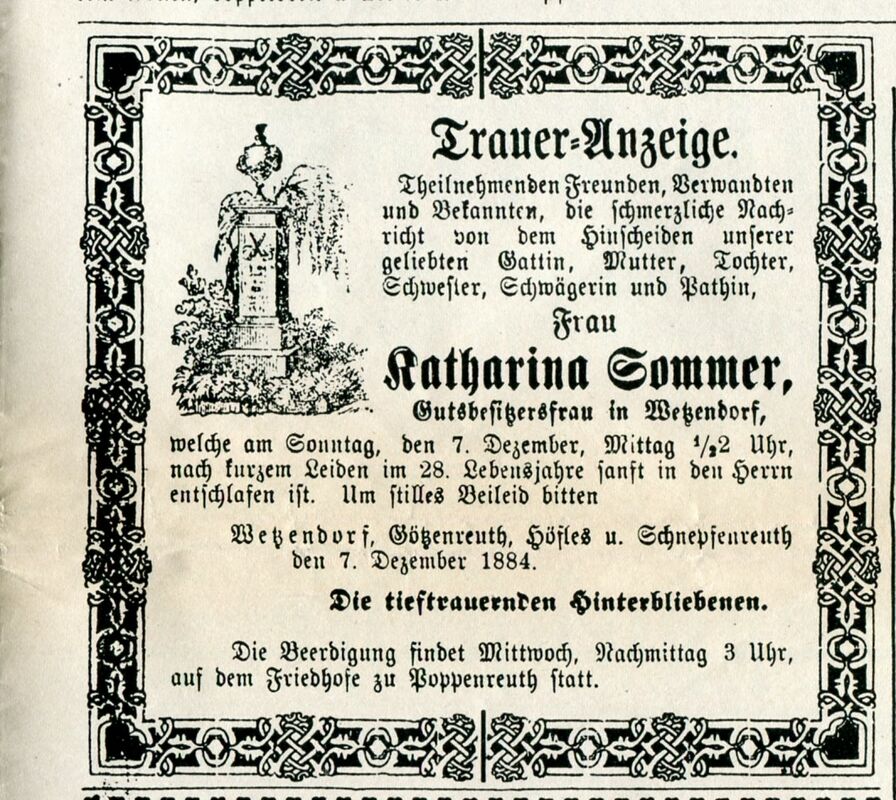 Trauer-Anzeige.
Theilnehmenden Freunden, Verwandten
und Bekannten, die schmerzliche Nach-
richt von dem Hinscheiden unserer
geliebten Gattin, Mutter, Tochter,
Schwester, Schwägerin und Pathin,
Frau
Katharina Sommer,
Gutsbesitzersfrau in Wetzendorf,
welche am Sonntag, den 7. Dezember, Mittag 1/22 Uhr,
nach kurzem Leiden im 28. Lebensjahre sanft in den Herrn
entschlafen ist. Um stilles Beileid bitten
Wetzendorf, Götzenreuth, Höfles u. Schnepfenreuth
den 7. Dezember 1884.
Die tieftrauernden Hinterbliebenen.
Die Beerdigung findet Mittwoch, Nachmittag 3 Uhr,
auf dem Friedhofe zu Poppenreuth statt.